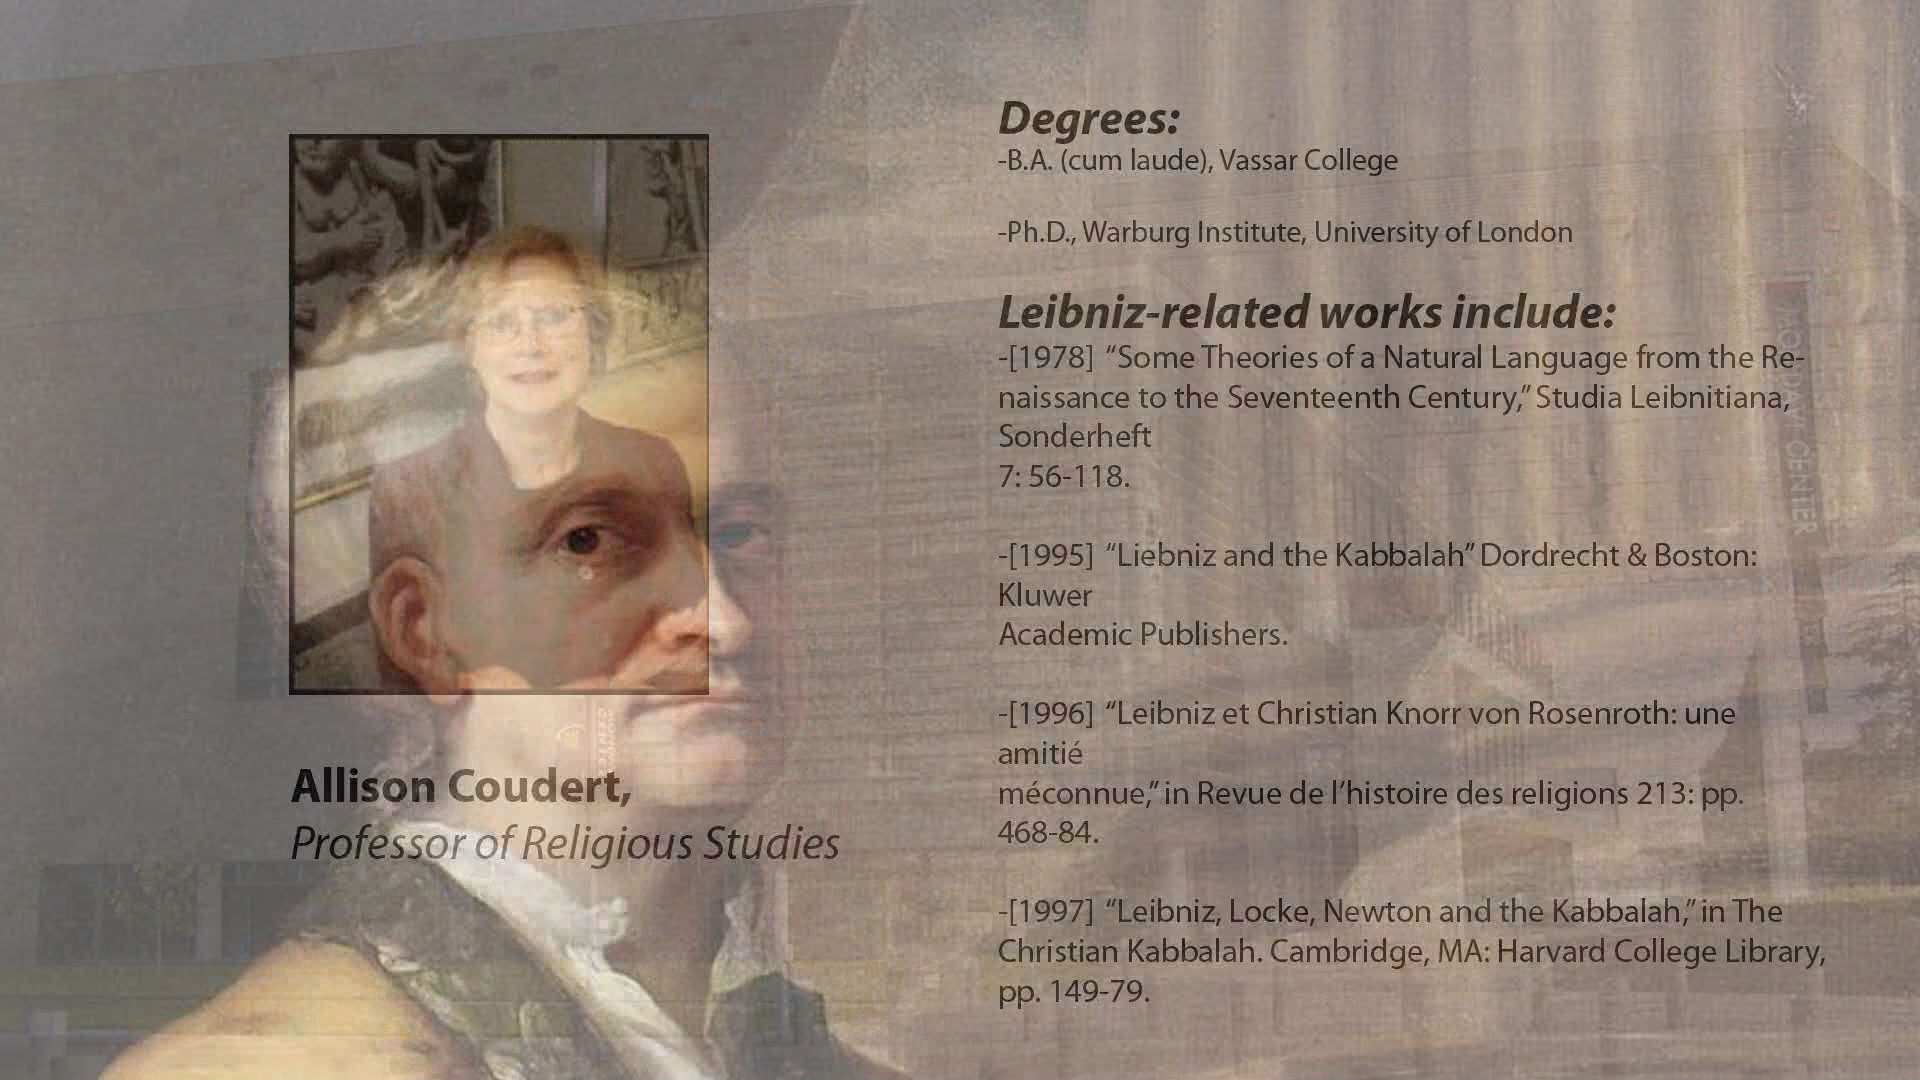 Degrees:
-B.A. (cum laude), Vassar College
-Ph.D., Warburg Institute, University of London
Leibniz-related works include:
-[1978] “Some Theories of a Natural Language from the Re-
naissance to the Seventeenth Century,” Studia Leibnitiana,
Sonderheft
7: 56-118.
-[1995] “Liebniz and the Kabbalah” Dordrecht & Boston:
Kluwer
Academic Publishers.
-[1996] “Leibniz et Christian Knorr von Rosenroth: une
amitié
méconnue,” in Revue de l’histoire des religions 213: pp.
468-84.
-[1997] “Leibniz, Locke, Newton and the Kabbalah,” in The
Christian Kabbalah. Cambridge, MA: Harvard College Library,
pp. 149-79.
Allison Coudert,
Professor of Religious Studies
MONDAVI CENTER